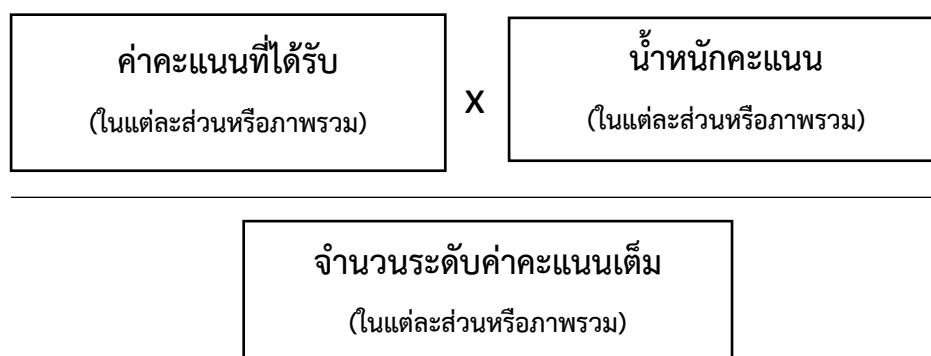 ค่าคะแนนที่ได้รับ
(ในแต่ละส่วนหรือภาพรวม)
X
น้ำหนักคะแนน
(ในแต่ละส่วนหรือภาพรวม)
จำนวนระดับค่าคะแนนเต็ม
(ในแต่ละส่วนหรือภาพรวม)